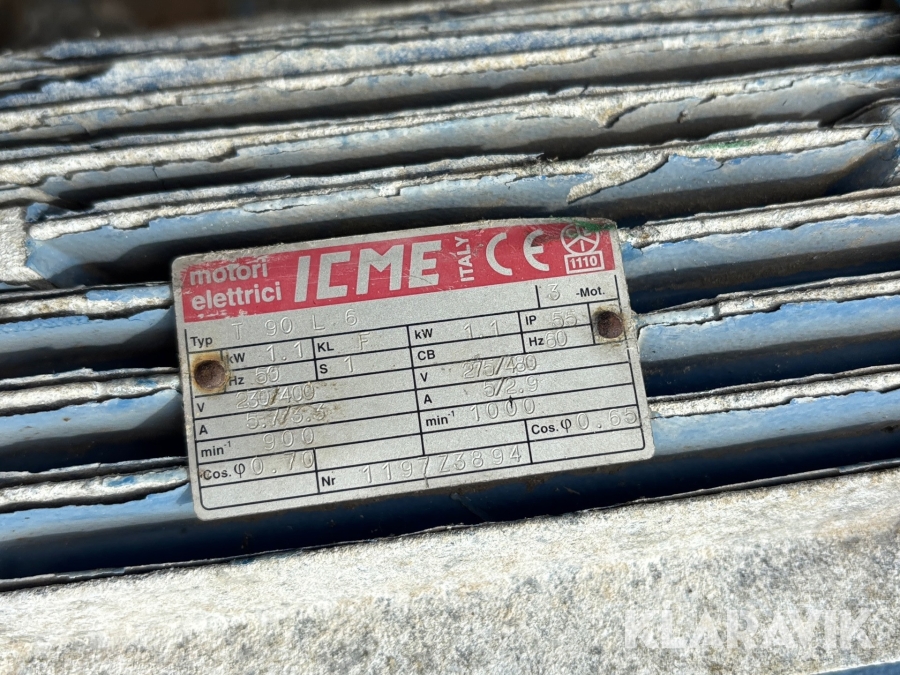 motori elettrici ICME ITALY CE 1110
3 -Mot.
Typ T 90 L 6
kW 1.1 KL F kW 1.1 IP 55
Hz 50 S 1 CB Hz 60
V 230/400 V 275/480
A 5.7/3.3 A 5/2.9
min-1 900 min-1 1000
Cos. φ 0.70 Cos. φ 0.65
Nr 1197Z3894
KLARAVIK